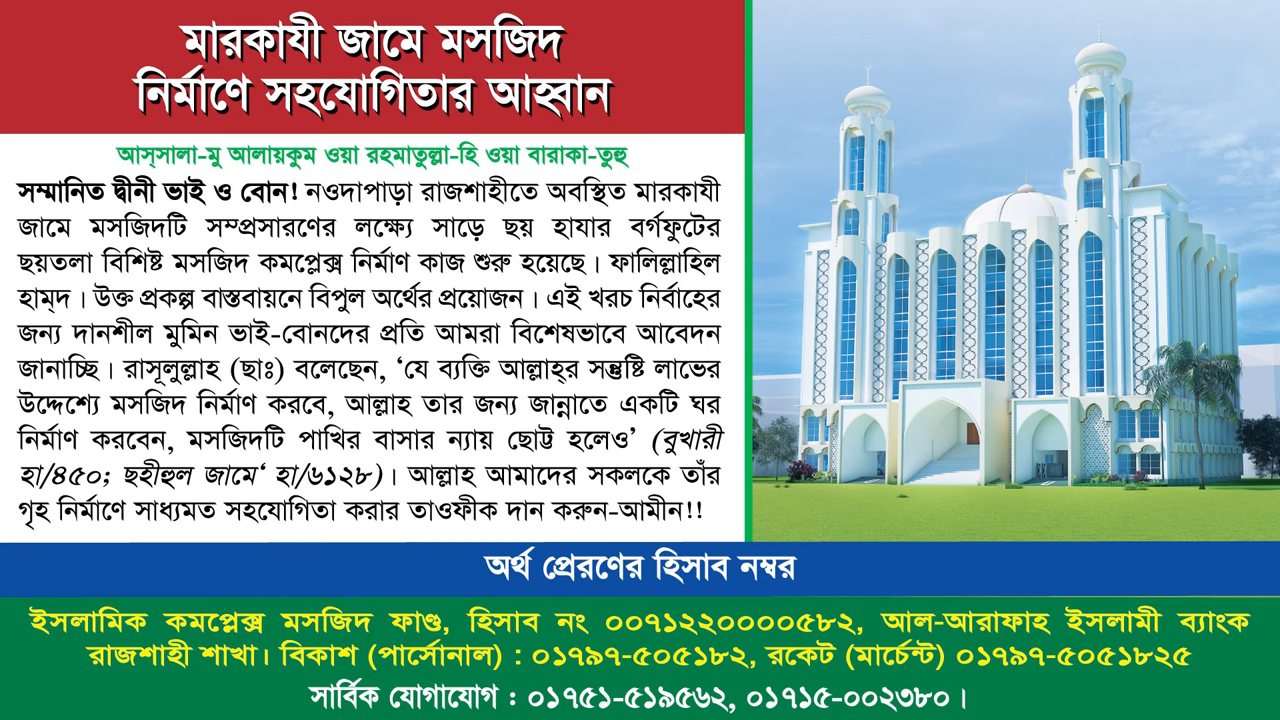 মারকাযী জামে মসজিদ
নির্মাণে সহযোগিতার আহ্বান
আস্সালা-মু আলায়কুম ওয়া রহমাতুল্লা-হি ওয়া বারাকা-তুহু
সম্মানিত দ্বীনী ভাই ও বোন! নওদাপাড়া রাজশাহীতে অবস্থিত মারকাযী
জামে মসজিদটি সম্প্রসারণের লক্ষ্যে সাড়ে ছয় হাযার বর্গফুটের
ছয়তলা বিশিষ্ট মসজিদ কমপ্লেক্স নির্মাণ কাজ শুরু হয়েছে। ফালিল্লাহিল
হাম্দ। উক্ত প্রকল্প বাস্তবায়নে বিপুল অর্থের প্রয়োজন। এই খরচ নির্বাহের
জন্য দানশীল মুমিন ভাই-বোনদের প্রতি আমরা বিশেষভাবে আবেদন
জানাচ্ছি। রাসূলুল্লাহ (ছাঃ) বলেছেন, ‘যে ব্যক্তি আল্লাহ্র সন্তুষ্টি লাভের
উদ্দেশ্যে মসজিদ নির্মাণ করবে, আল্লাহ তার জন্য জান্নাতে একটি ঘর
নির্মাণ করবেন, মসজিদটি পাখির বাসার ন্যায় ছোট্ট হলেও’ (বুখারী
হা/৪৫০; ছহীহুল জামে‘ হা/৬১২৮)। আল্লাহ আমাদের সকলকে তাঁর
গৃহ নির্মাণে সাধ্যমত সহযোগিতা করার তাওফীক দান করুন-আমীন!!
অর্থ প্রেরণের হিসাব নম্বর
ইসলামিক কমপ্লেক্স মসজিদ ফাণ্ড, হিসাব নং ০০৭১২২০০০০৫৮২, আল-আরাফাহ ইসলামী ব্যাংক
রাজশাহী শাখা। বিকাশ (পার্সোনাল) : ০১৭৯৭-৫০৫১৮২, রকেট (মার্চেন্ট) ০১৭৯৭-৫০৫১৮২৫
সার্বিক যোগাযোগ : ০১৭৫১-৫১৯৫৬২, ০১৭১৫-০০২৩৮০।